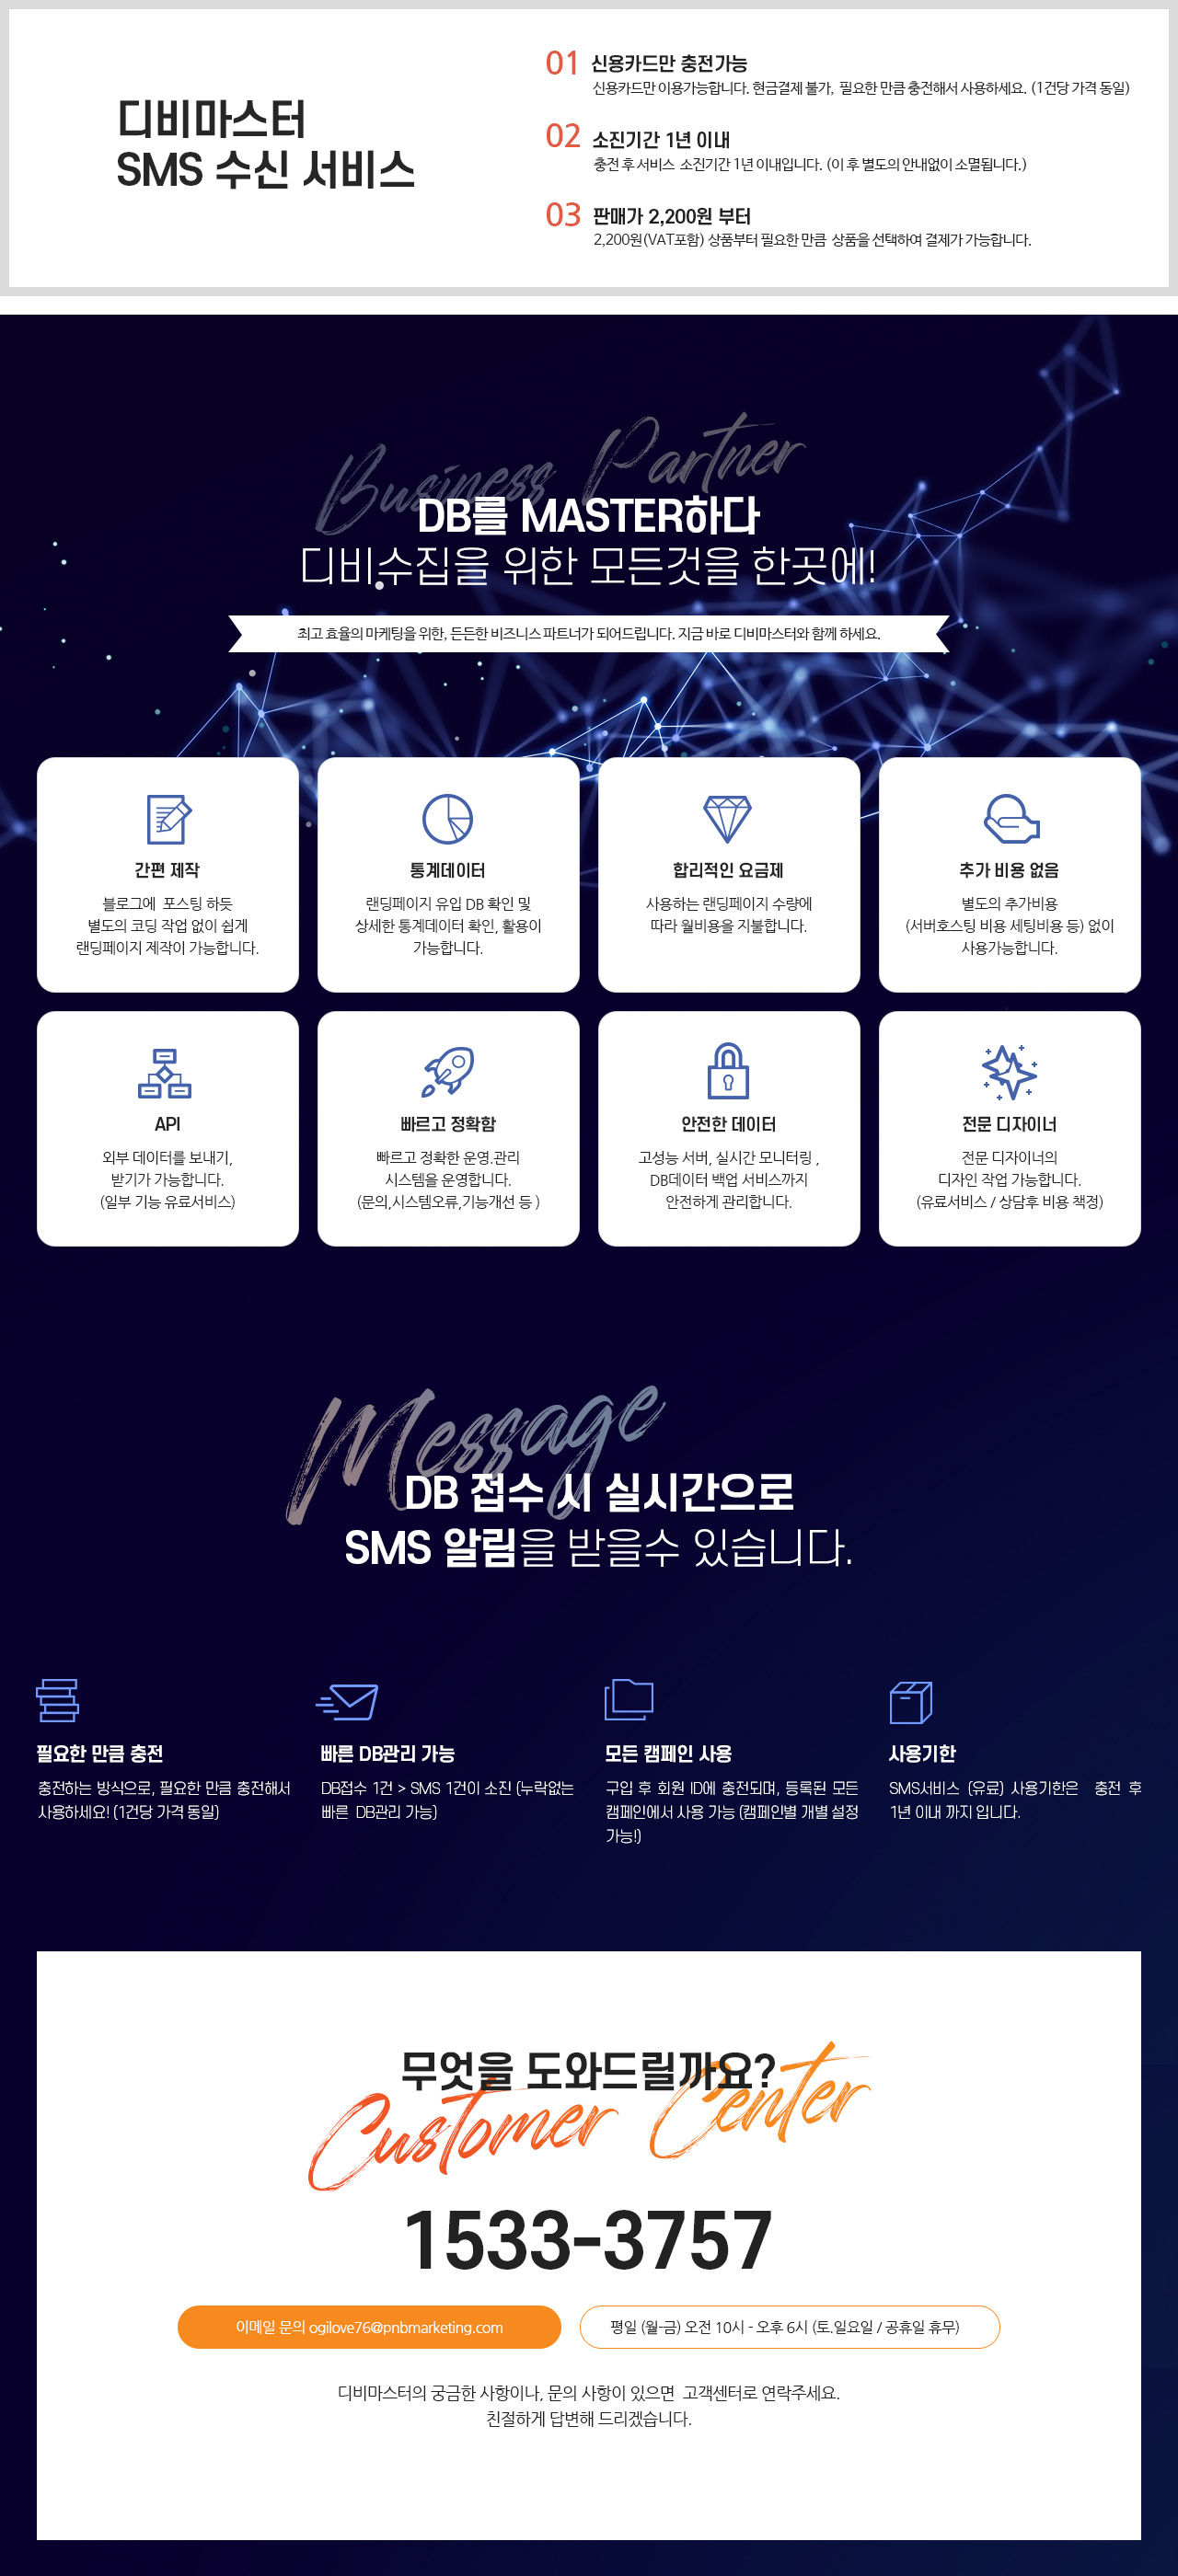 디비마스터
SMS 수신 서비스
01 신용카드만 충전가능
신용카드만 이용가능합니다. 현금결제 불가, 필요한 만큼 충전해서 사용하세요. (1건당 가격 동일)
02 소진기간 1년 이내
충전 후 서비스 소진기간 1년 이내입니다. (이 후 별도의 안내없이 소멸됩니다.)
03 판매가 2,200원 부터
2,200원(VAT포함) 상품부터 필요한 만큼 상품을 선택하여 결제가 가능합니다.
Business Partner
DB를 MASTER하다
디비수집을 위한 모든것을 한곳에!
최고 효율의 마케팅을 위한, 든든한 비즈니스 파트너가 되어드립니다. 지금 바로 디비마스터와 함께 하세요.
간편 제작
블로그에 포스팅 하듯
별도의 코딩 작업 없이 쉽게
랜딩페이지 제작이 가능합니다.
통계데이터
랜딩페이지 유입 DB 확인 및
상세한 통계데이터 확인, 활용이
가능합니다.
합리적인 요금제
사용하는 랜딩페이지 수량에
따라 월비용을 지불합니다.
추가 비용 없음
별도의 추가비용
(서버호스팅 비용 세팅비용 등) 없이
사용가능합니다.
API
외부 데이터를 보내기,
받기가 가능합니다.
(일부 기능 유료서비스)
빠르고 정확함
빠르고 정확한 운영.관리
시스템을 운영합니다.
(문의,시스템오류,기능개선 등 )
안전한 데이터
고성능 서버, 실시간 모니터링 ,
DB데이터 백업 서비스까지
안전하게 관리합니다.
전문 디자이너
전문 디자이너의
디자인 작업 가능합니다.
(유료서비스 / 상담후 비용 책정)
Message
DB 접수 시 실시간으로
SMS 알림을 받을수 있습니다.
필요한 만큼 충전
충전하는 방식으로, 필요한 만큼 충전해서
사용하세요! (1건당 가격 동일)
빠른 DB관리 가능
DB접수 1건 > SMS 1건이 소진 (누락없는
빠른 DB관리 가능)
모든 캠페인 사용
구입 후 회원 ID에 충전되며, 등록된 모든
캠페인에서 사용 가능 (캠페인별 개별 설정
가능!)
사용기한
SMS서비스 (유료) 사용기한은 충전 후
1년 이내 까지 입니다.
무엇을 도와드릴까요?
Customer Center
1533-3757
이메일 문의 ogilove76@pnbmarketing.com
평일 (월-금) 오전 10시 - 오후 6시 (토.일요일 / 공휴일 휴무)
디비마스터의 궁금한 사항이나, 문의 사항이 있으면 고객센터로 연락주세요.
친절하게 답변해 드리겠습니다.